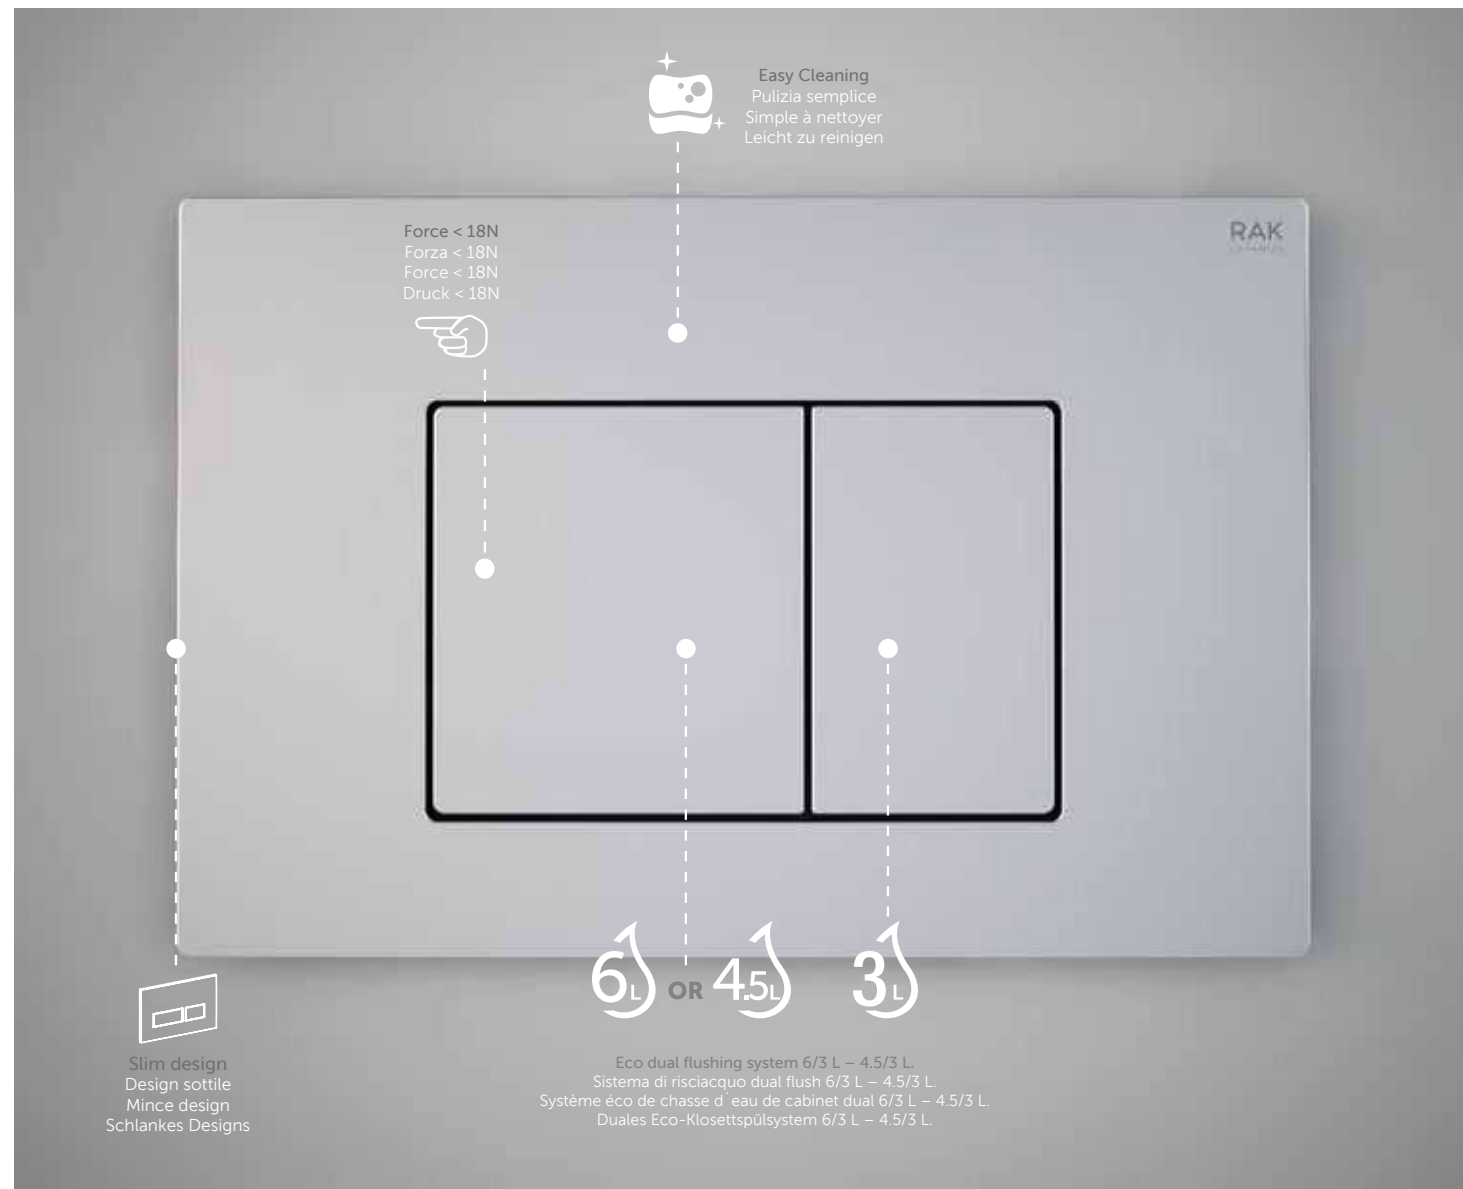 Easy Cleaning
Pulizia semplice
Simple à nettoyer
Leicht zu reinigen
Force < 18N
Forza < 18N
Force < 18N
Druck < 18N
RAK
6L OR 4.5L
3L
Slim design
Design sottile
Mince design
Schlankes Designs
Eco dual flushing system 6/3 L – 4.5/3 L.
Sistema di risciacquo dual flush 6/3 L – 4.5/3 L.
Système éco de chasse d´eau de cabinet dual 6/3 L – 4.5/3 L.
Duales Eco-Klosettspülsystem 6/3 L – 4.5/3 L.